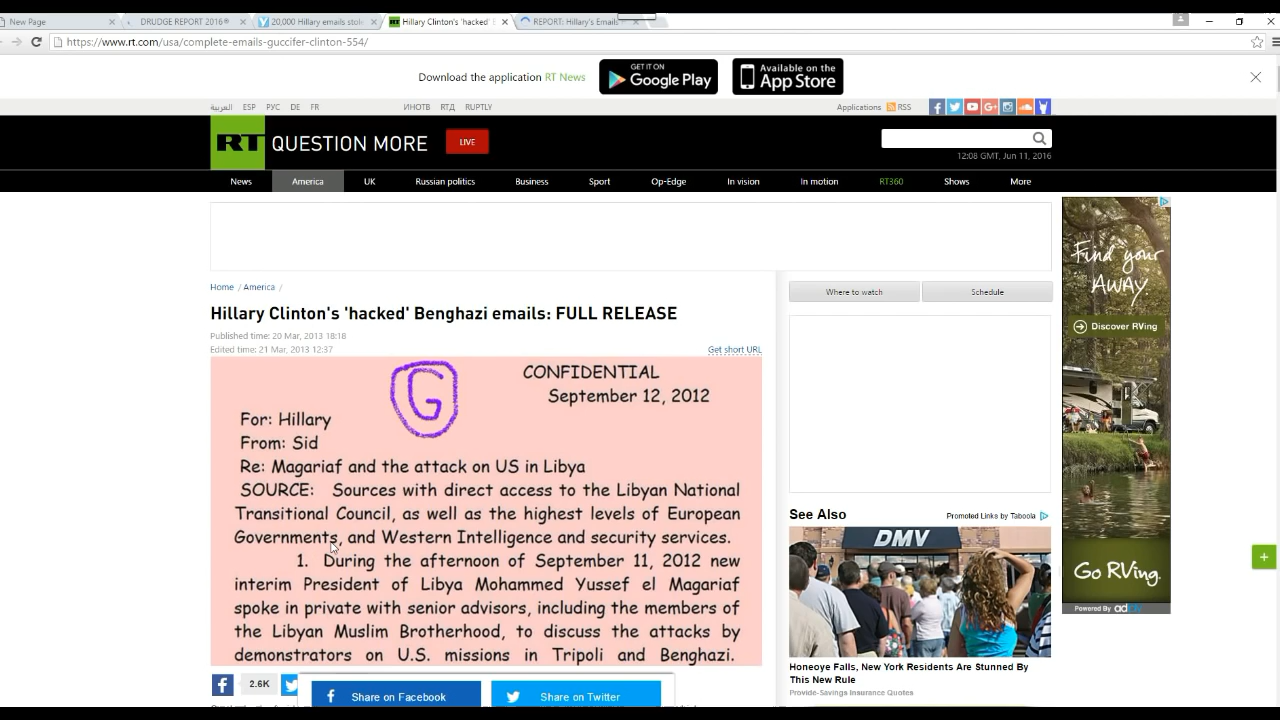 New Page
DRUDGE REPORT 2016®
20,000 Hillary emails stol
Hillary Clinton's 'hacked' B
REPORT: Hillary's Emails
https://www.rt.com/usa/complete-emails-guccifer-clinton-554/
Download the application RT News
GET IT ON
Google Play
Available on the
App Store
العربية ESP РУС DE FR ИНОТВ РТД RUPTLY
Applications RSS
RT QUESTION MORE LIVE
12:08 GMT, Jun 11, 2016
News America UK Russian politics Business Sport Op-Edge In vision In motion RT360 Shows More
Find your
AWAY.
Discover RVing
Go RVing.
Powered By
Home / America /
Where to watch
Schedule
Hillary Clinton's 'hacked' Benghazi emails: FULL RELEASE
Published time: 20 Mar, 2013 18:18
Edited time: 21 Mar, 2013 12:37
Get short URL
G
CONFIDENTIAL
September 12, 2012
For: Hillary
From: Sid
Re: Magariaf and the attack on US in Libya
SOURCE: Sources with direct access to the Libyan National
Transitional Council, as well as the highest levels of European
Governments, and Western Intelligence and security services.
1. During the afternoon of September 11, 2012 new
interim President of Libya Mohammed Yussef el Magariaf
spoke in private with senior advisors, including the members of
the Libyan Muslim Brotherhood, to discuss the attacks by
demonstrators on U.S. missions in Tripoli and Benghazi.
2.6K
Share on Facebook
Share on Twitter
See Also
Promoted Links by Taboola
DMV
Honeoye Falls, New York Residents Are Stunned By
This New Rule
Provide-Savings Insurance Quotes